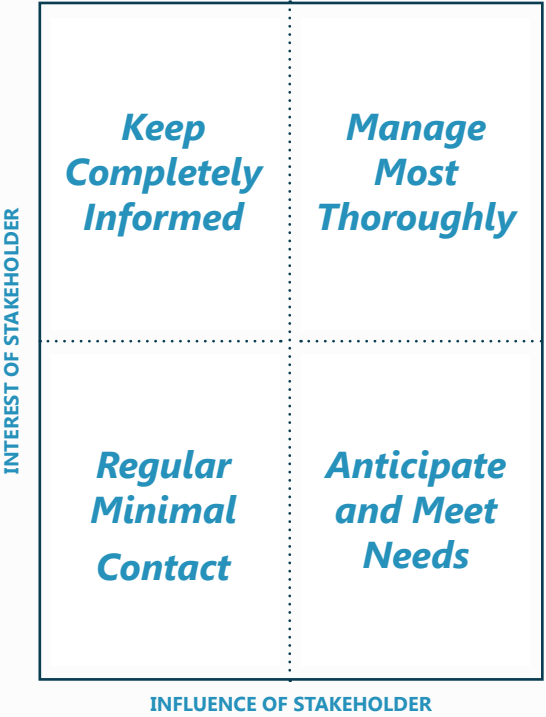 Keep
Completely
Informed
Manage
Most
Thoroughly
INTEREST OF STAKEHOLDER
Regular
Minimal
Contact
Anticipate
and Meet
Needs
INFLUENCE OF STAKEHOLDER